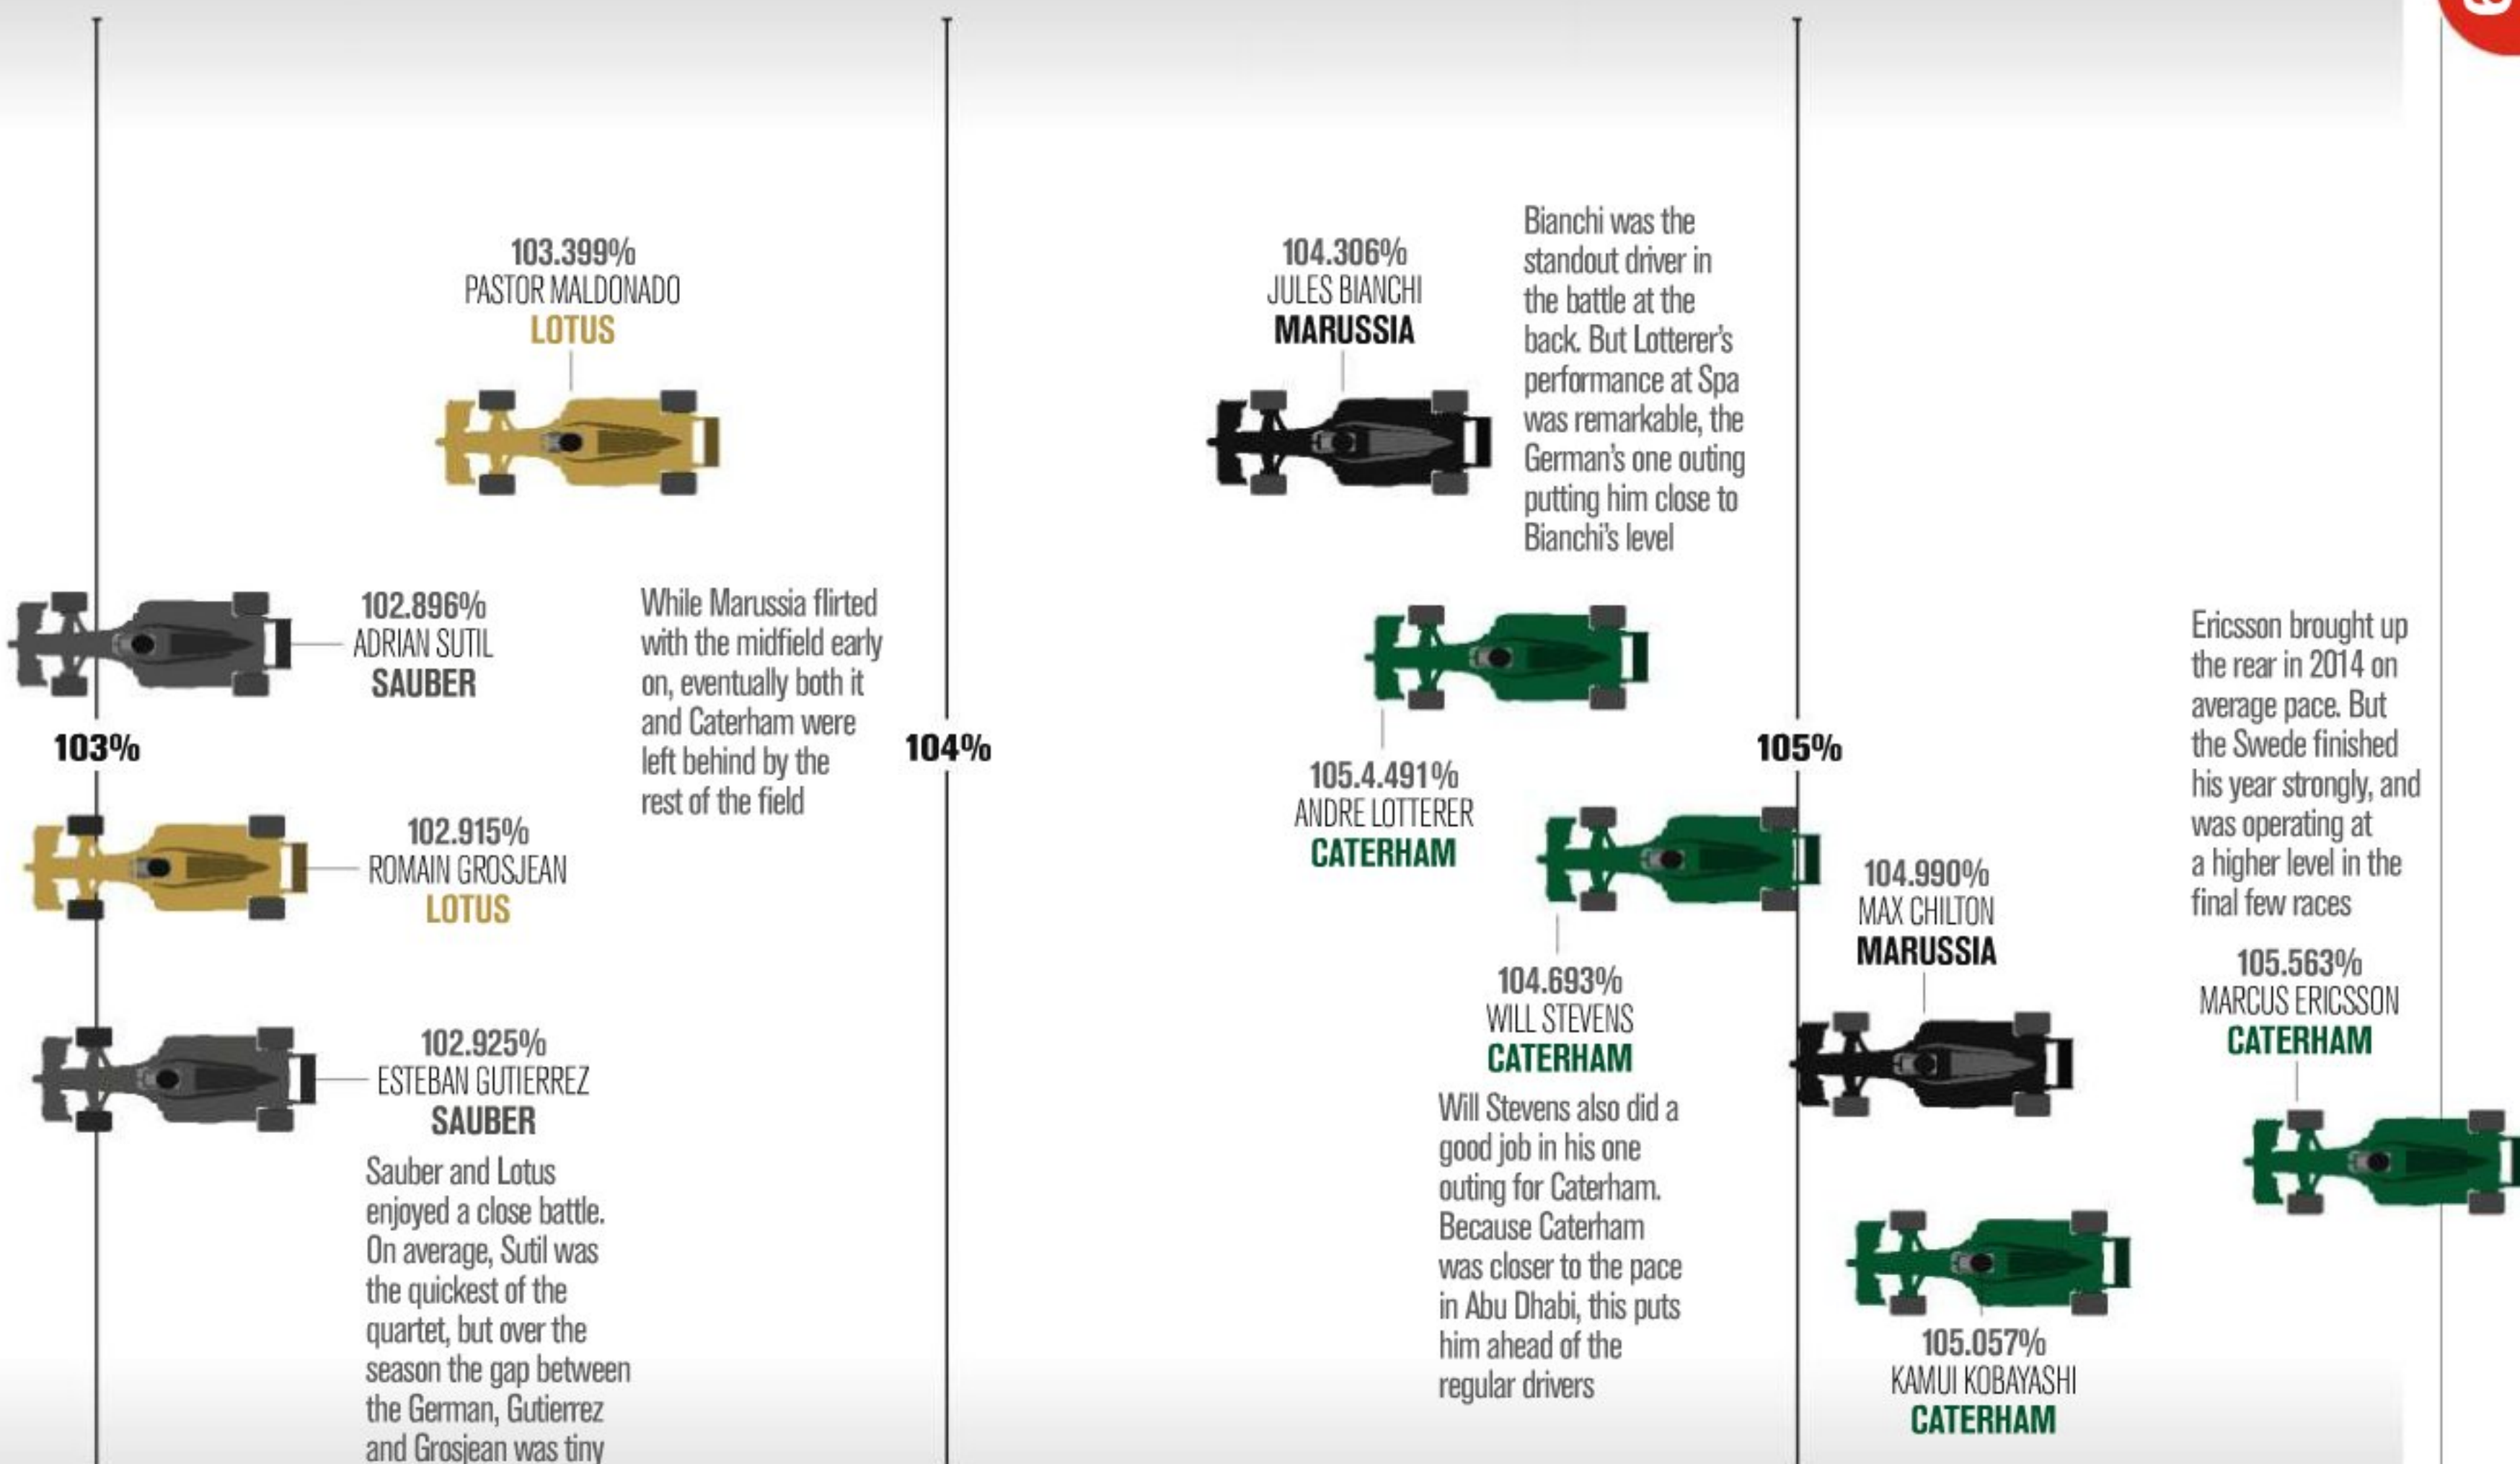 103.399%
PASTOR MALDONADO
LOTUS
104.306%
JULES BIANCHI
MARUSSIA
Bianchi was the
standout driver in
the battle at the
back. But Lotterer's
performance at Spa
was remarkable, the
German's one outing
putting him close to
Bianchi's level
102.896%
ADRIAN SUTIL
SAUBER
While Marussia flirted
with the midfield early
on, eventually both it
and Caterham were
left behind by the
rest of the field
103%
104%
105%
105.4.491%
ANDRE LOTTERER
CATERHAM
Ericsson brought up
the rear in 2014 on
average pace. But
the Swede finished
his year strongly, and
was operating at
a higher level in the
final few races
102.915%
ROMAIN GROSJEAN
LOTUS
104.990%
MAX CHILTON
MARUSSIA
104.693%
WILL STEVENS
CATERHAM
105.563%
MARCUS ERICSSON
CATERHAM
102.925%
ESTEBAN GUTIERREZ
SAUBER
Sauber and Lotus
enjoyed a close battle.
On average, Sutil was
the quickest of the
quartet, but over the
season the gap between
the German, Gutierrez
and Grosjean was tiny
Will Stevens also did a
good job in his one
outing for Caterham.
Because Caterham
was closer to the pace
in Abu Dhabi, this puts
him ahead of the
regular drivers
105.057%
KAMUI KOBAYASHI
CATERHAM